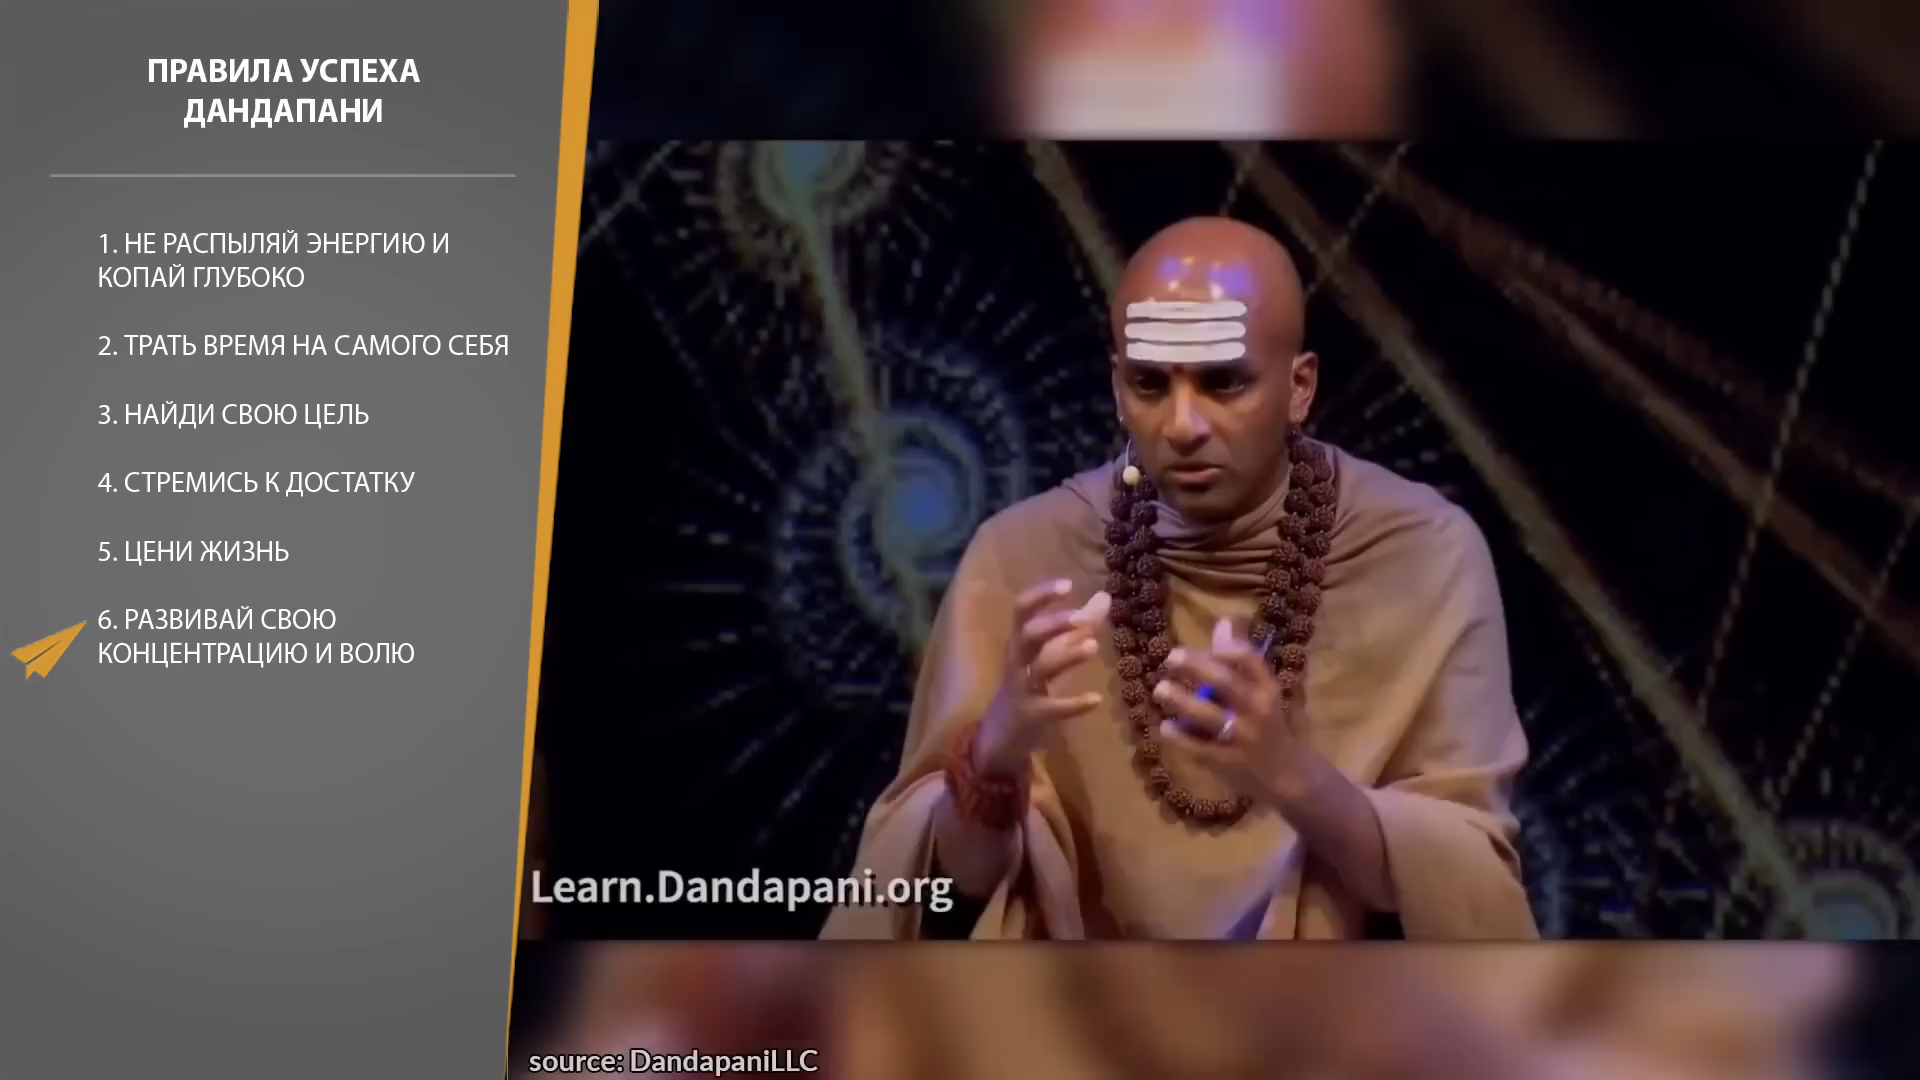 ПРАВИЛА УСПЕХА
ДАНДАПАНИ
1. НЕ РАСПЫЛЯЙ ЭНЕРГИЮ И
КОПАЙ ГЛУБОКО
2. ТРАТЬ ВРЕМЯ НА САМОГО СЕБЯ
3. НАЙДИ СВОЮ ЦЕЛЬ
4. СТРЕМИСЬ К ДОСТАТКУ
5. ЦЕНИ ЖИЗНЬ
6. РАЗВИВАЙ СВОЮ
КОНЦЕНТРАЦИЮ И ВОЛЮ
Learn.Dandapani.org
source: DandapaniLLC